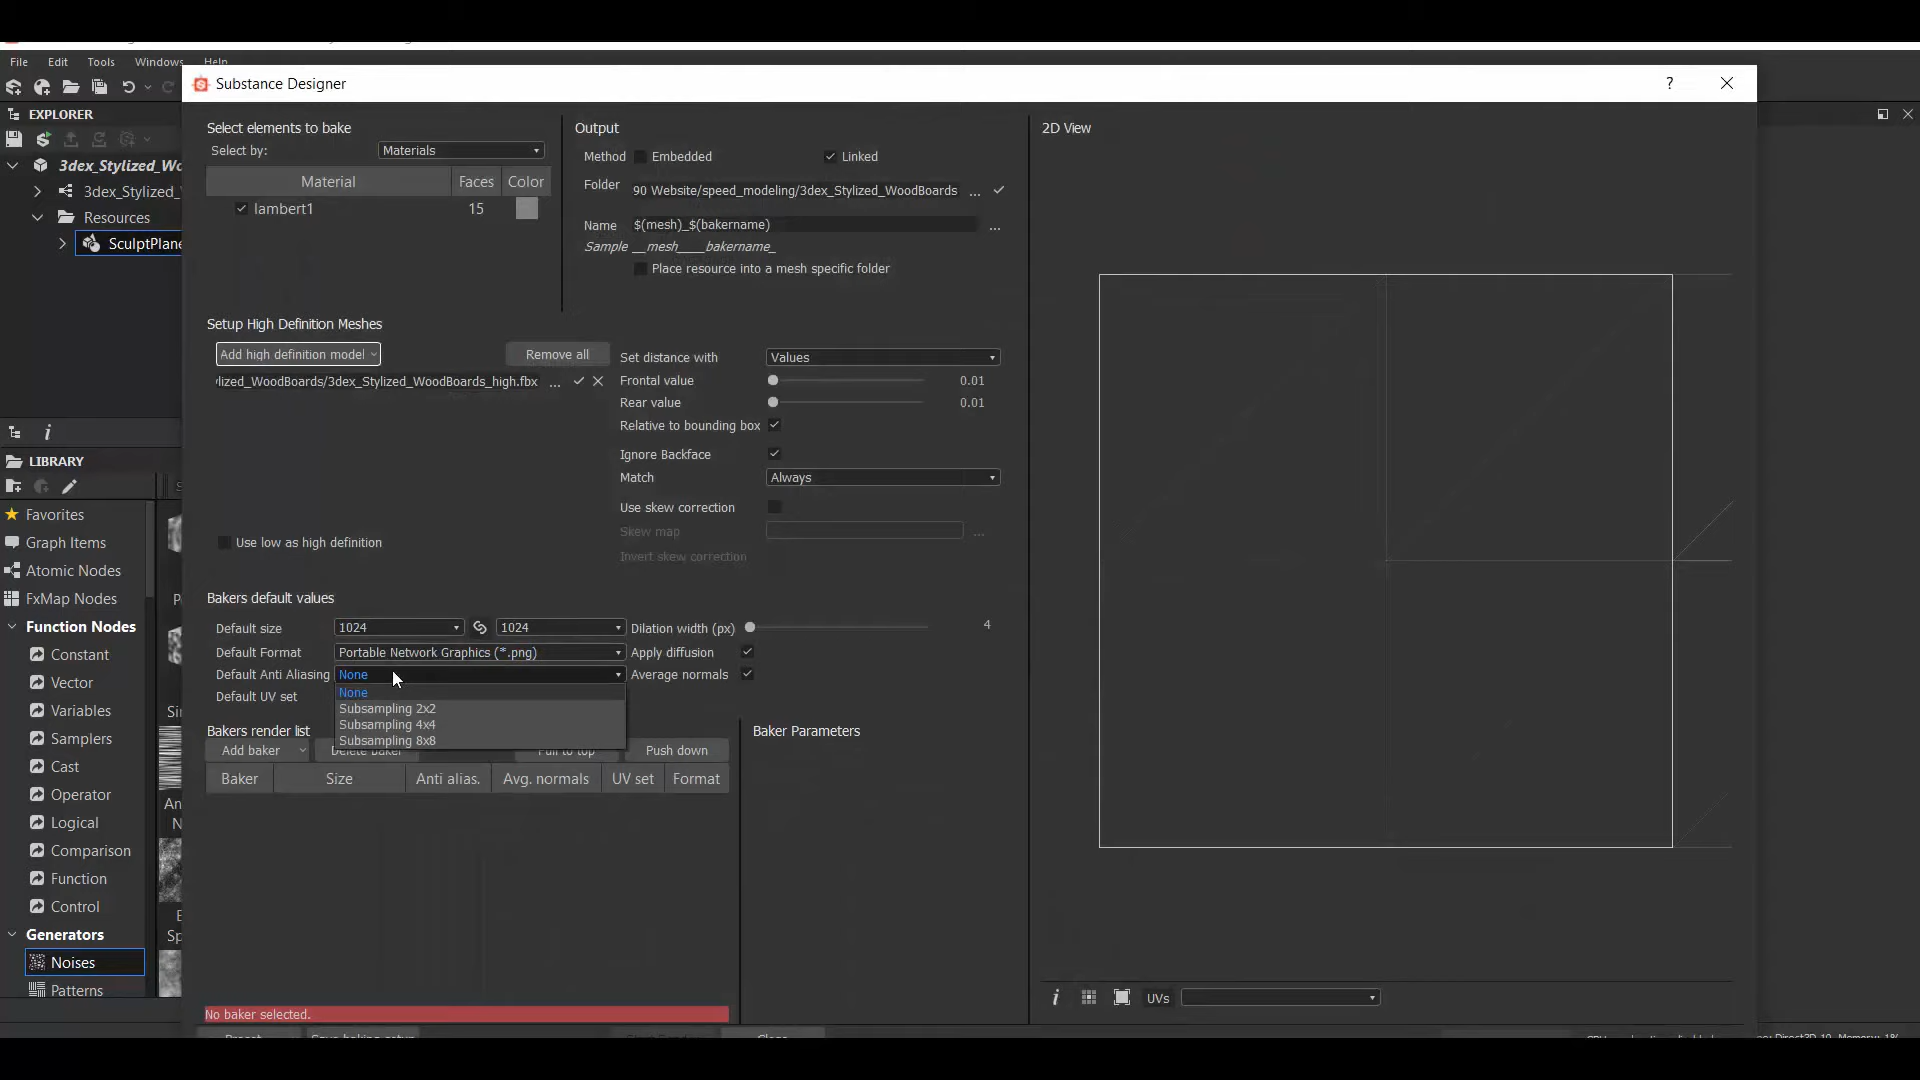 File Edit Tools Windows Help
Substance Designer
?
EXPLORER
3dex_Stylized_Wo
3dex_Stylized_
Resources
SculptPlane
LIBRARY
Favorites
Graph Items
Atomic Nodes
FxMap Nodes
Function Nodes
Constant
Vector
Variables
Samplers
Cast
Operator
Logical
Comparison
Function
Control
Generators
Noises
Patterns
Select elements to bake
Select by: Materials
Material Faces Color
lambert1 15
Output
Method Embedded Linked
Folder 90 Website/speed_modeling/3dex_Stylized_WoodBoards ...
Name $(mesh)_$(bakername) ...
Sample __mesh____bakername_
Place resource into a mesh specific folder
Setup High Definition Meshes
Add high definition model Remove all
lized_WoodBoards/3dex_Stylized_WoodBoards_high.fbx ...
Use low as high definition
Set distance with Values
Frontal value 0.01
Rear value 0.01
Relative to bounding box
Ignore Backface
Match Always
Use skew correction
Skew map ...
Invert skew correction
Bakers default values
Default size 1024 1024 Dilation width (px) 4
Default Format Portable Network Graphics (*.png) Apply diffusion
Default Anti Aliasing None Average normals
Default UV set
None
Subsampling 2x2
Subsampling 4x4
Subsampling 8x8
Bakers render list
Add baker Delete Baker Pull to top Push down
Baker Size Anti alias. Avg. normals UV set Format
No baker selected.
Baker Parameters
2D View
UVs